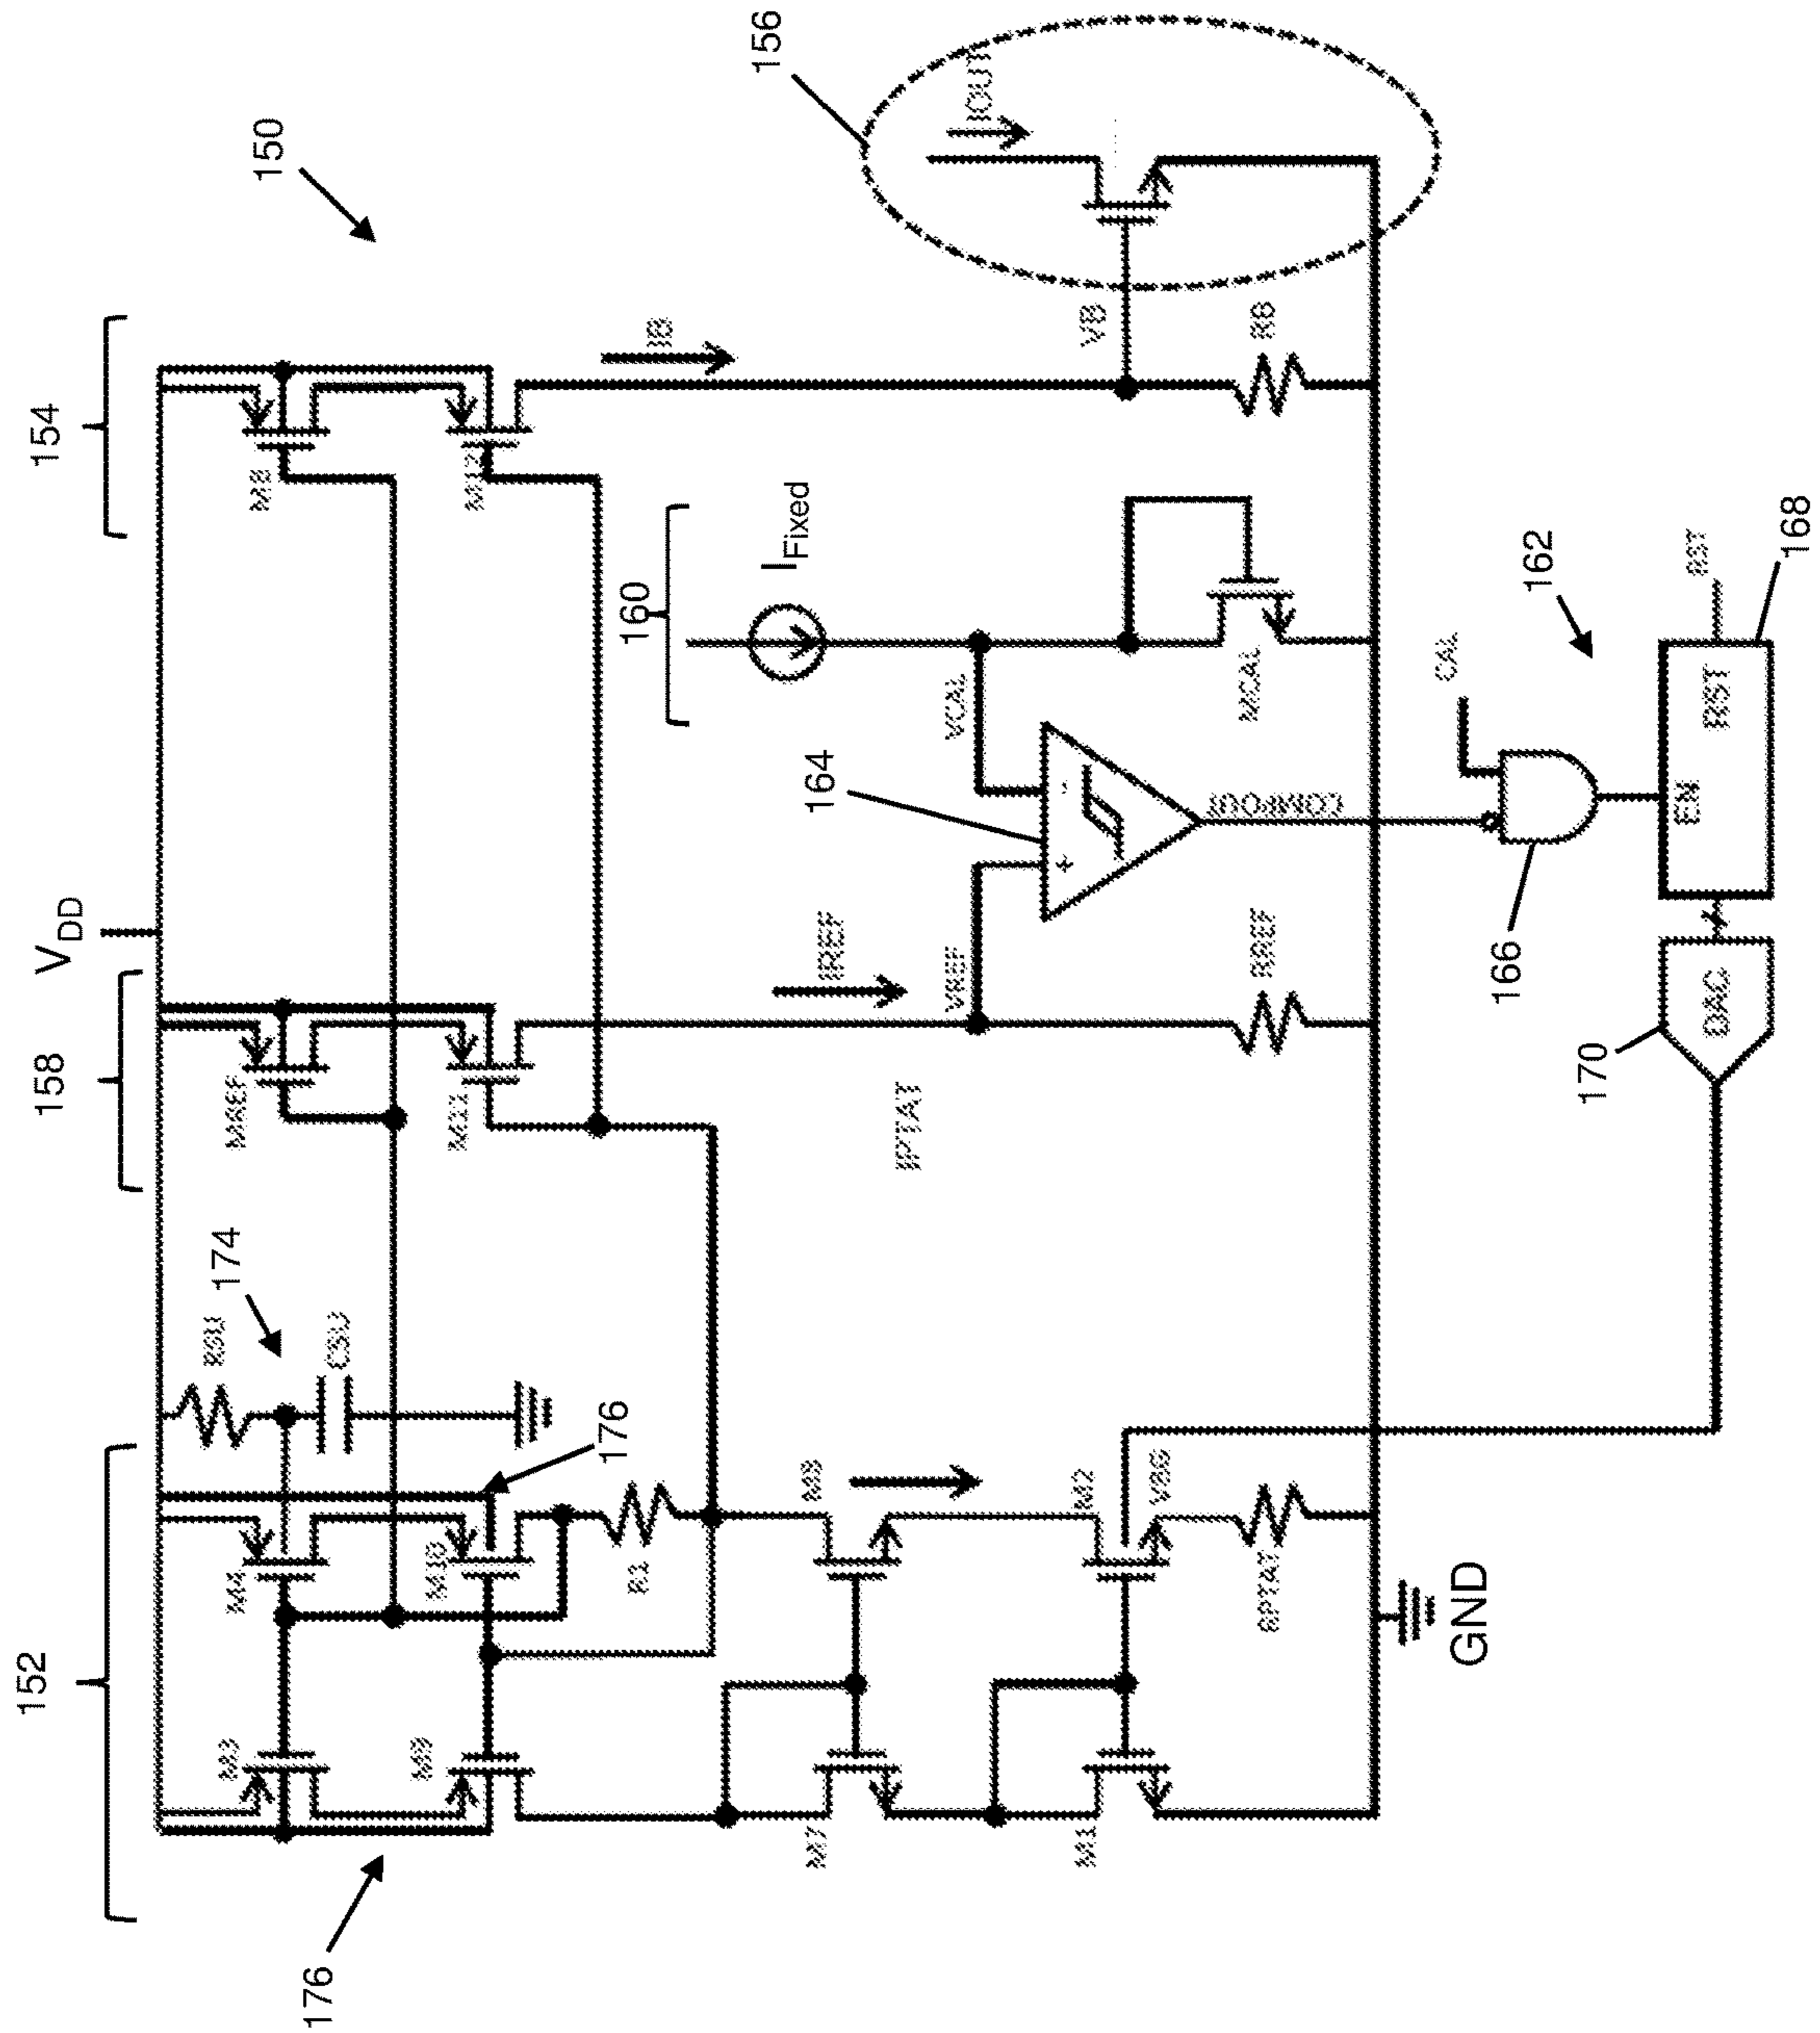 152
176
M3
M9
M7
M1
M4
M10
176
R1
M8
M2
VBG
RPTAT
GND
RSU
174
CSU
158
VDD
MREF
M11
IREF
IPTAT
VREF
RREF
+
-
164
COMPOUT
160
IFixed
VCAL
MCAL
154
M12
IB
VB
RB
150
156
IOUT
CAL
162
166
EN
RST
RST
168
DAC
170